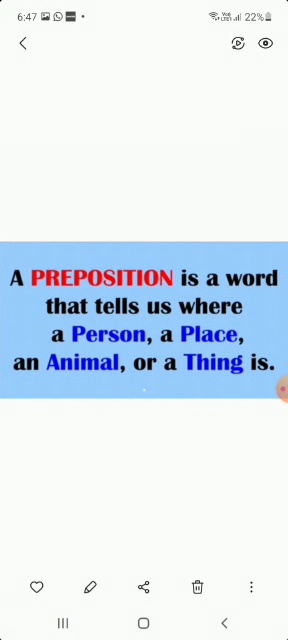 6:47
22%
A PREPOSITION is a word
that tells us where
a Person, a Place,
an Animal, or a Thing is.